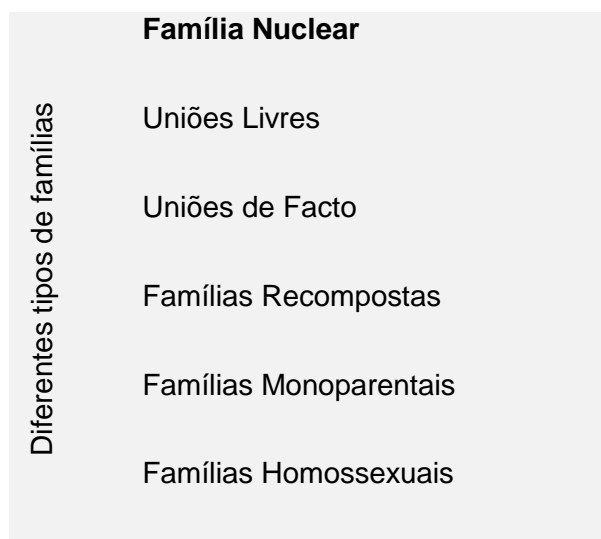 Diferentes tipos de famílias
Família Nuclear
Uniões Livres
Uniões de Facto
Famílias Recompostas
Famílias Monoparentais
Famílias Homossexuais